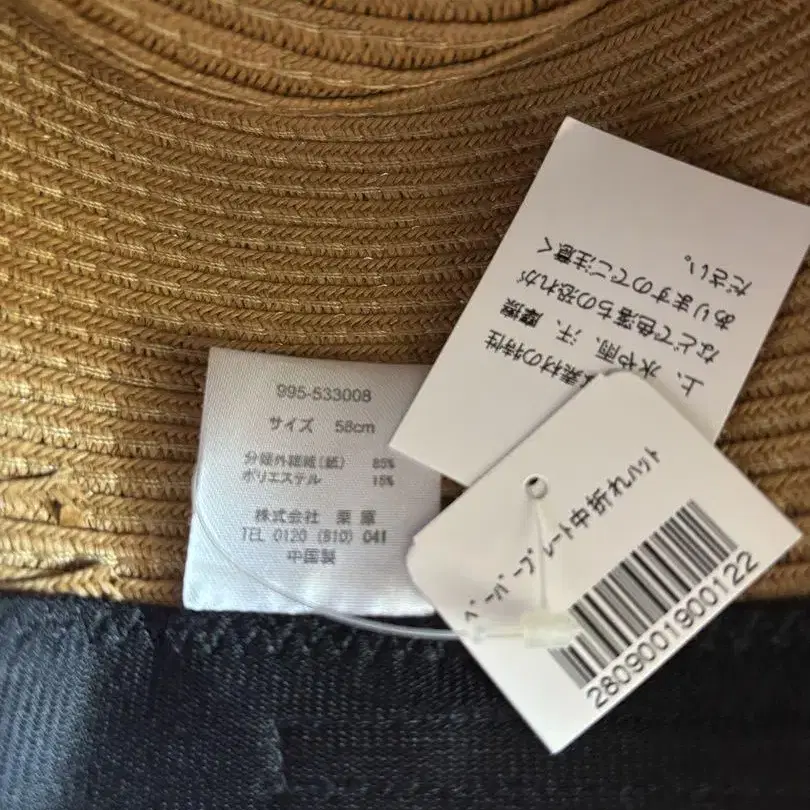 995-533008
サイズ 58cm
分類外繊維(紙) 85%
ポリエステル 15%
株式会社 栗原
TEL 0120 (810) 041
中国製
素材の特性
上、水や雨、汗、摩擦
などで色落ちの恐れが
ありますのでご注意く
ださい。
ペーパーブレート中折れハット
2809001900122